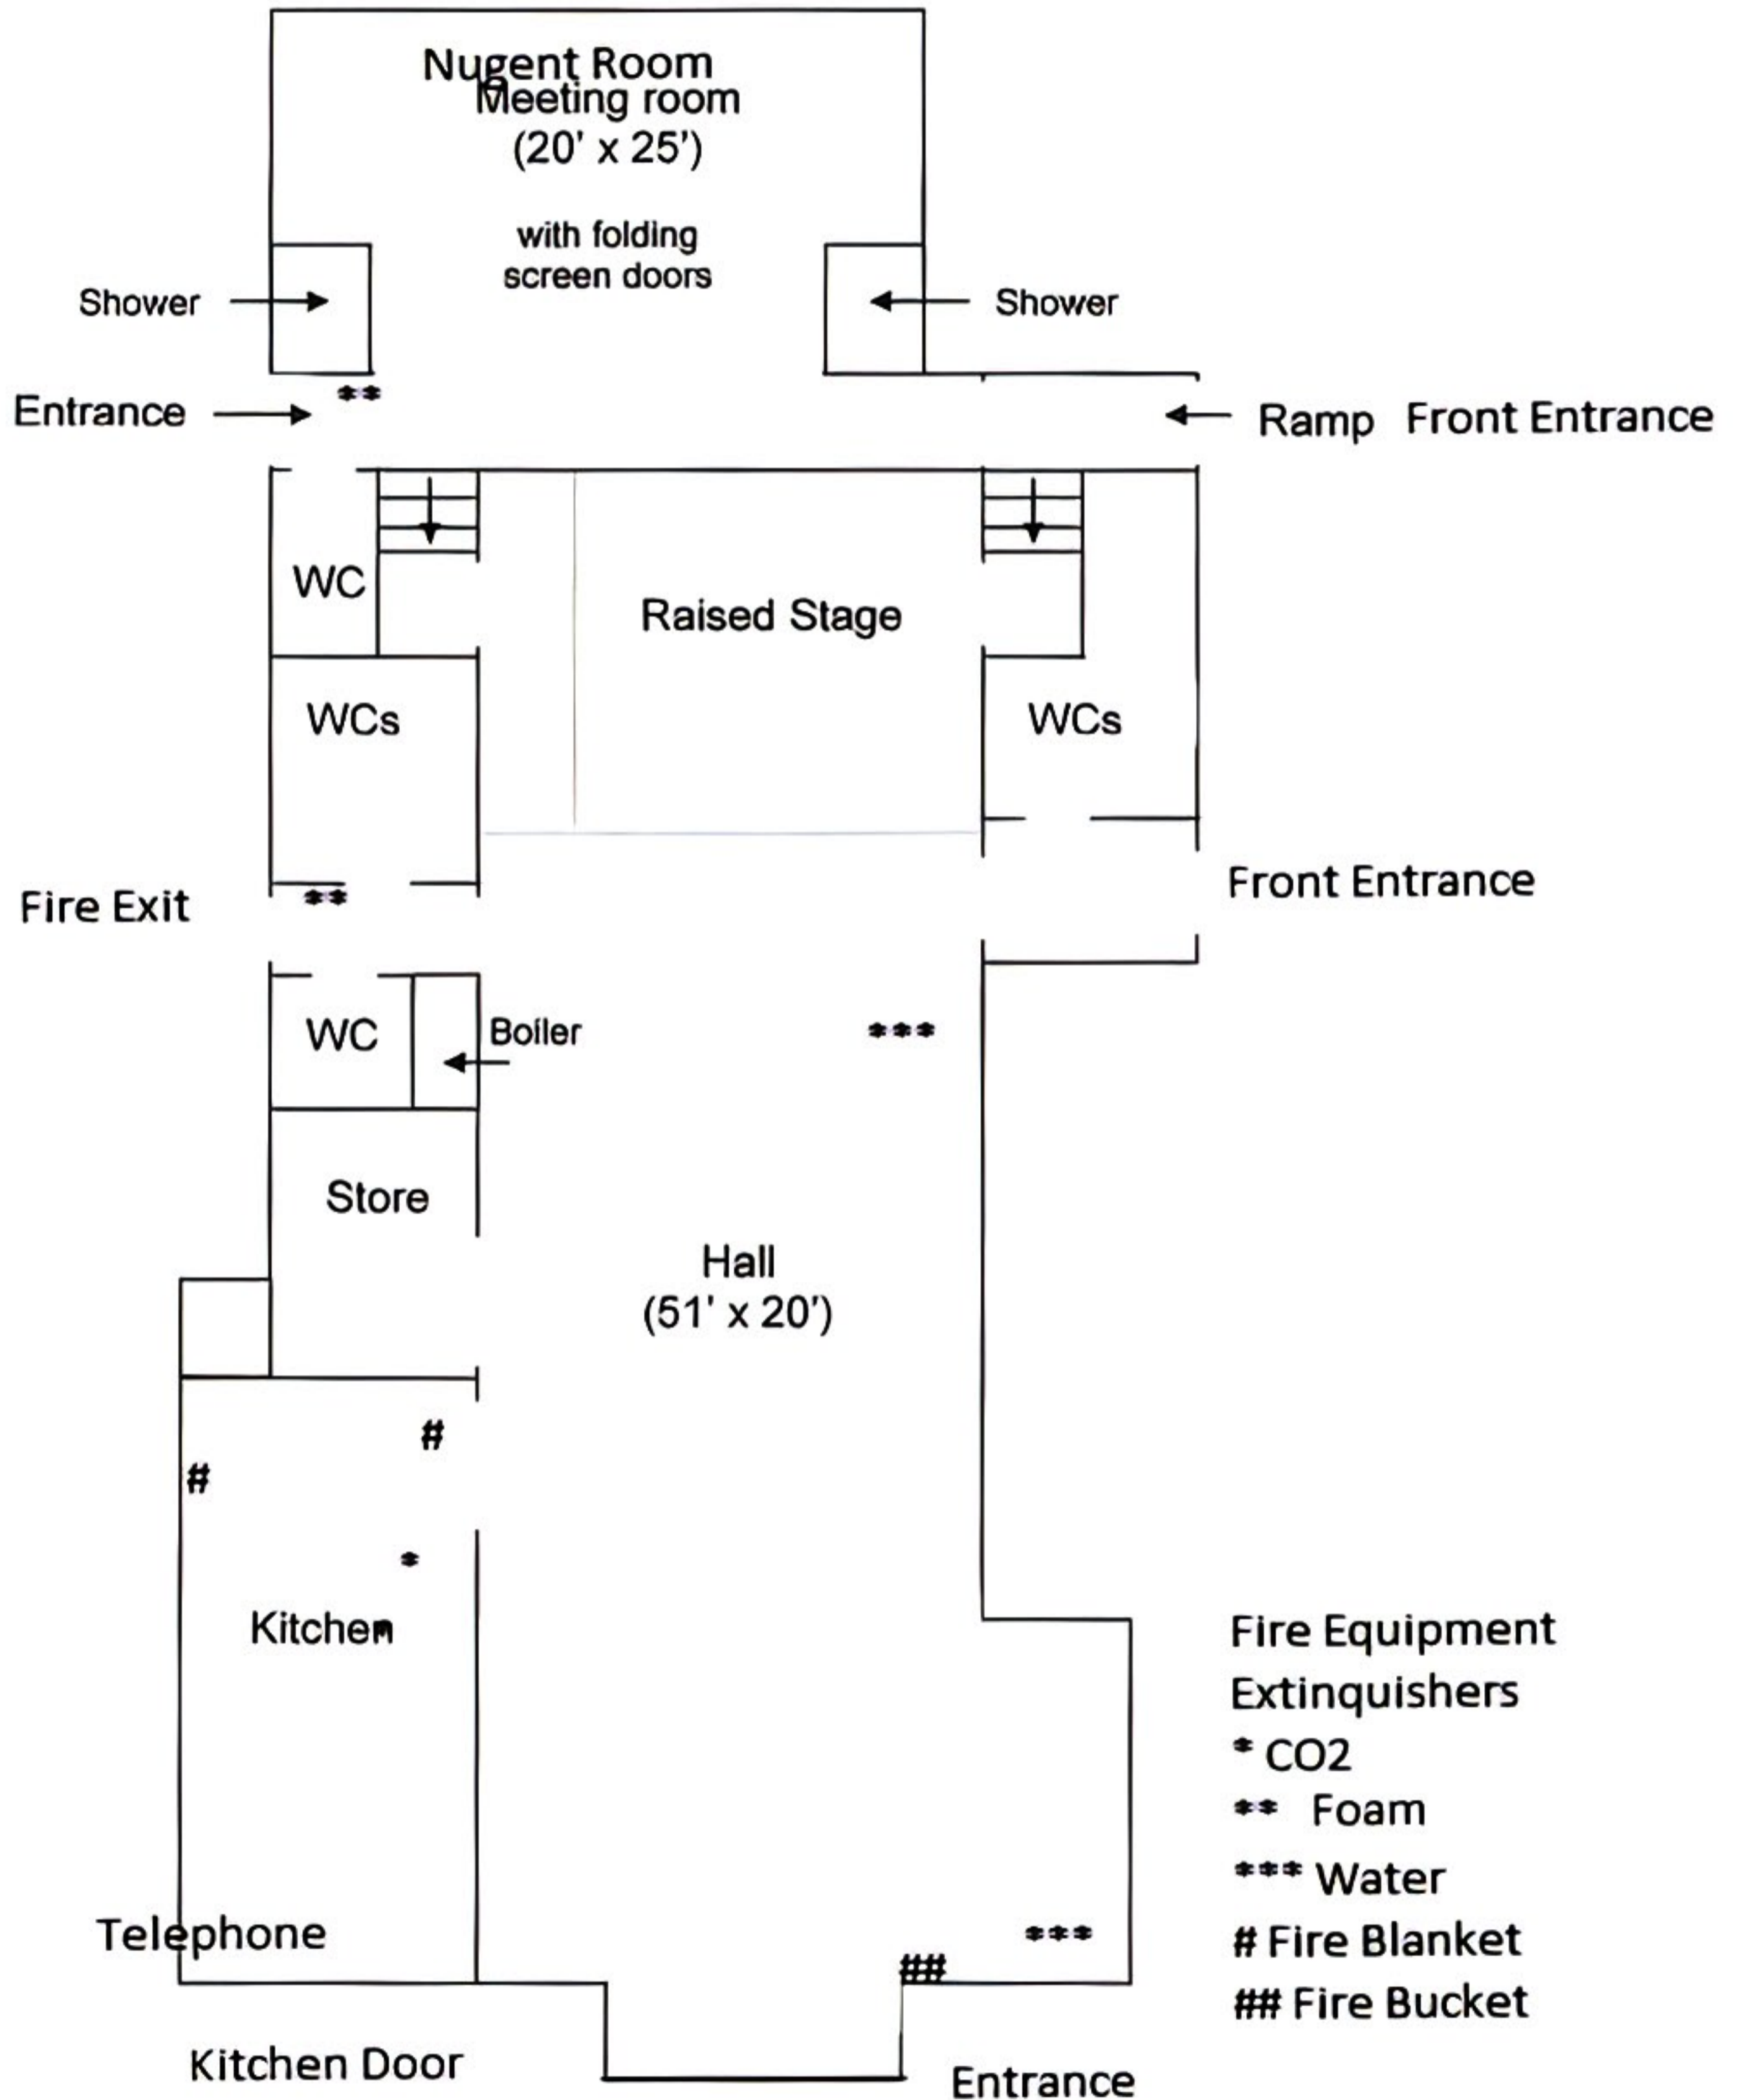 Nugent Room
Meeting room
(20' x 25')
with folding
screen doors
Shower
Shower
**
Entrance
Ramp Front Entrance
WC
Raised Stage
WCs
WCs
Front Entrance
Fire Exit
**
WC
Boiler
***
Store
Hall
(51' x 20')
#
#
*
Kitchen
Fire Equipment
Extinquishers
* CO2
** Foam
*** Water
# Fire Blanket
## Fire Bucket
Telephone
***
##
Kitchen Door
Entrance